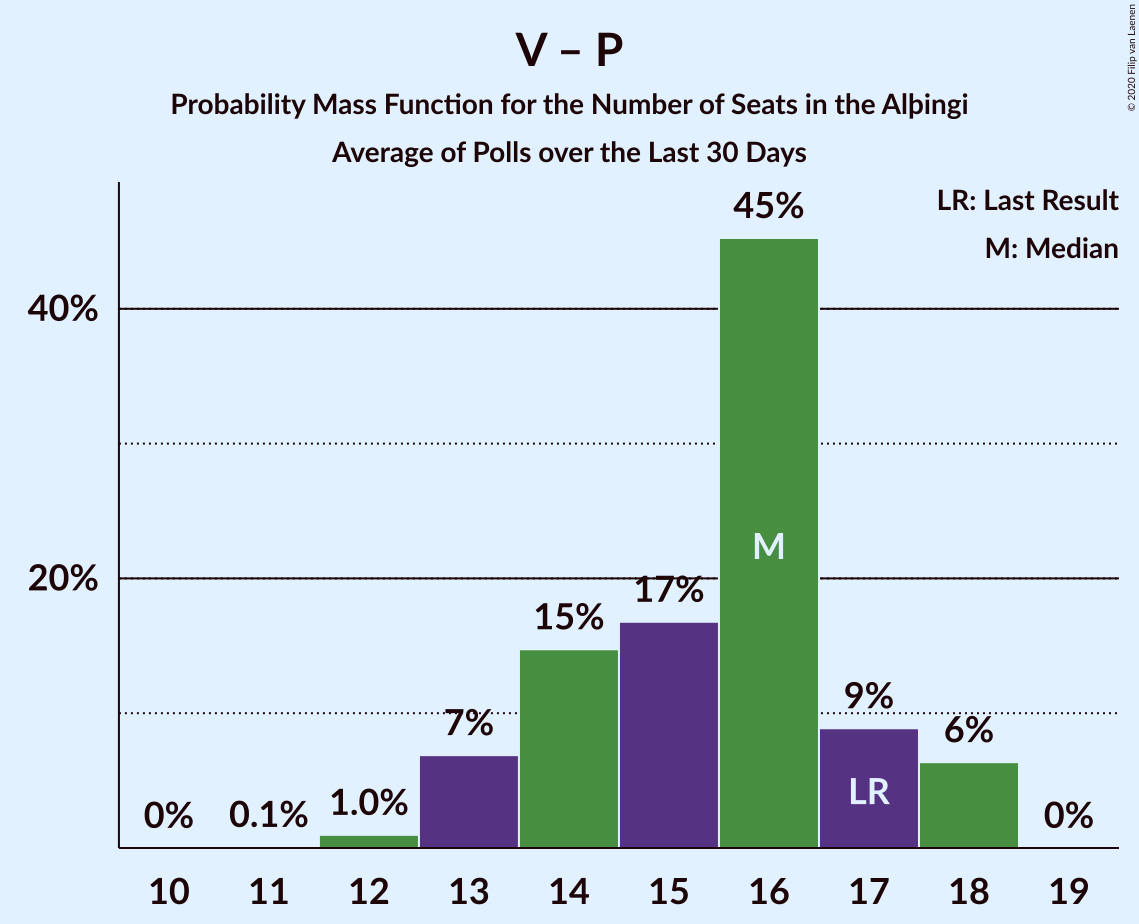 V – P
Probability Mass Function for the Number of Seats in the Alþingi
Average of Polls over the Last 30 Days
© 2020 Filip van Laenen
LR: Last Result
M: Median
40%
20%
0%
0.1%
1.0%
7%
15%
17%
45%
9%
6%
0%
M
LR
10 11 12 13 14 15 16 17 18 19